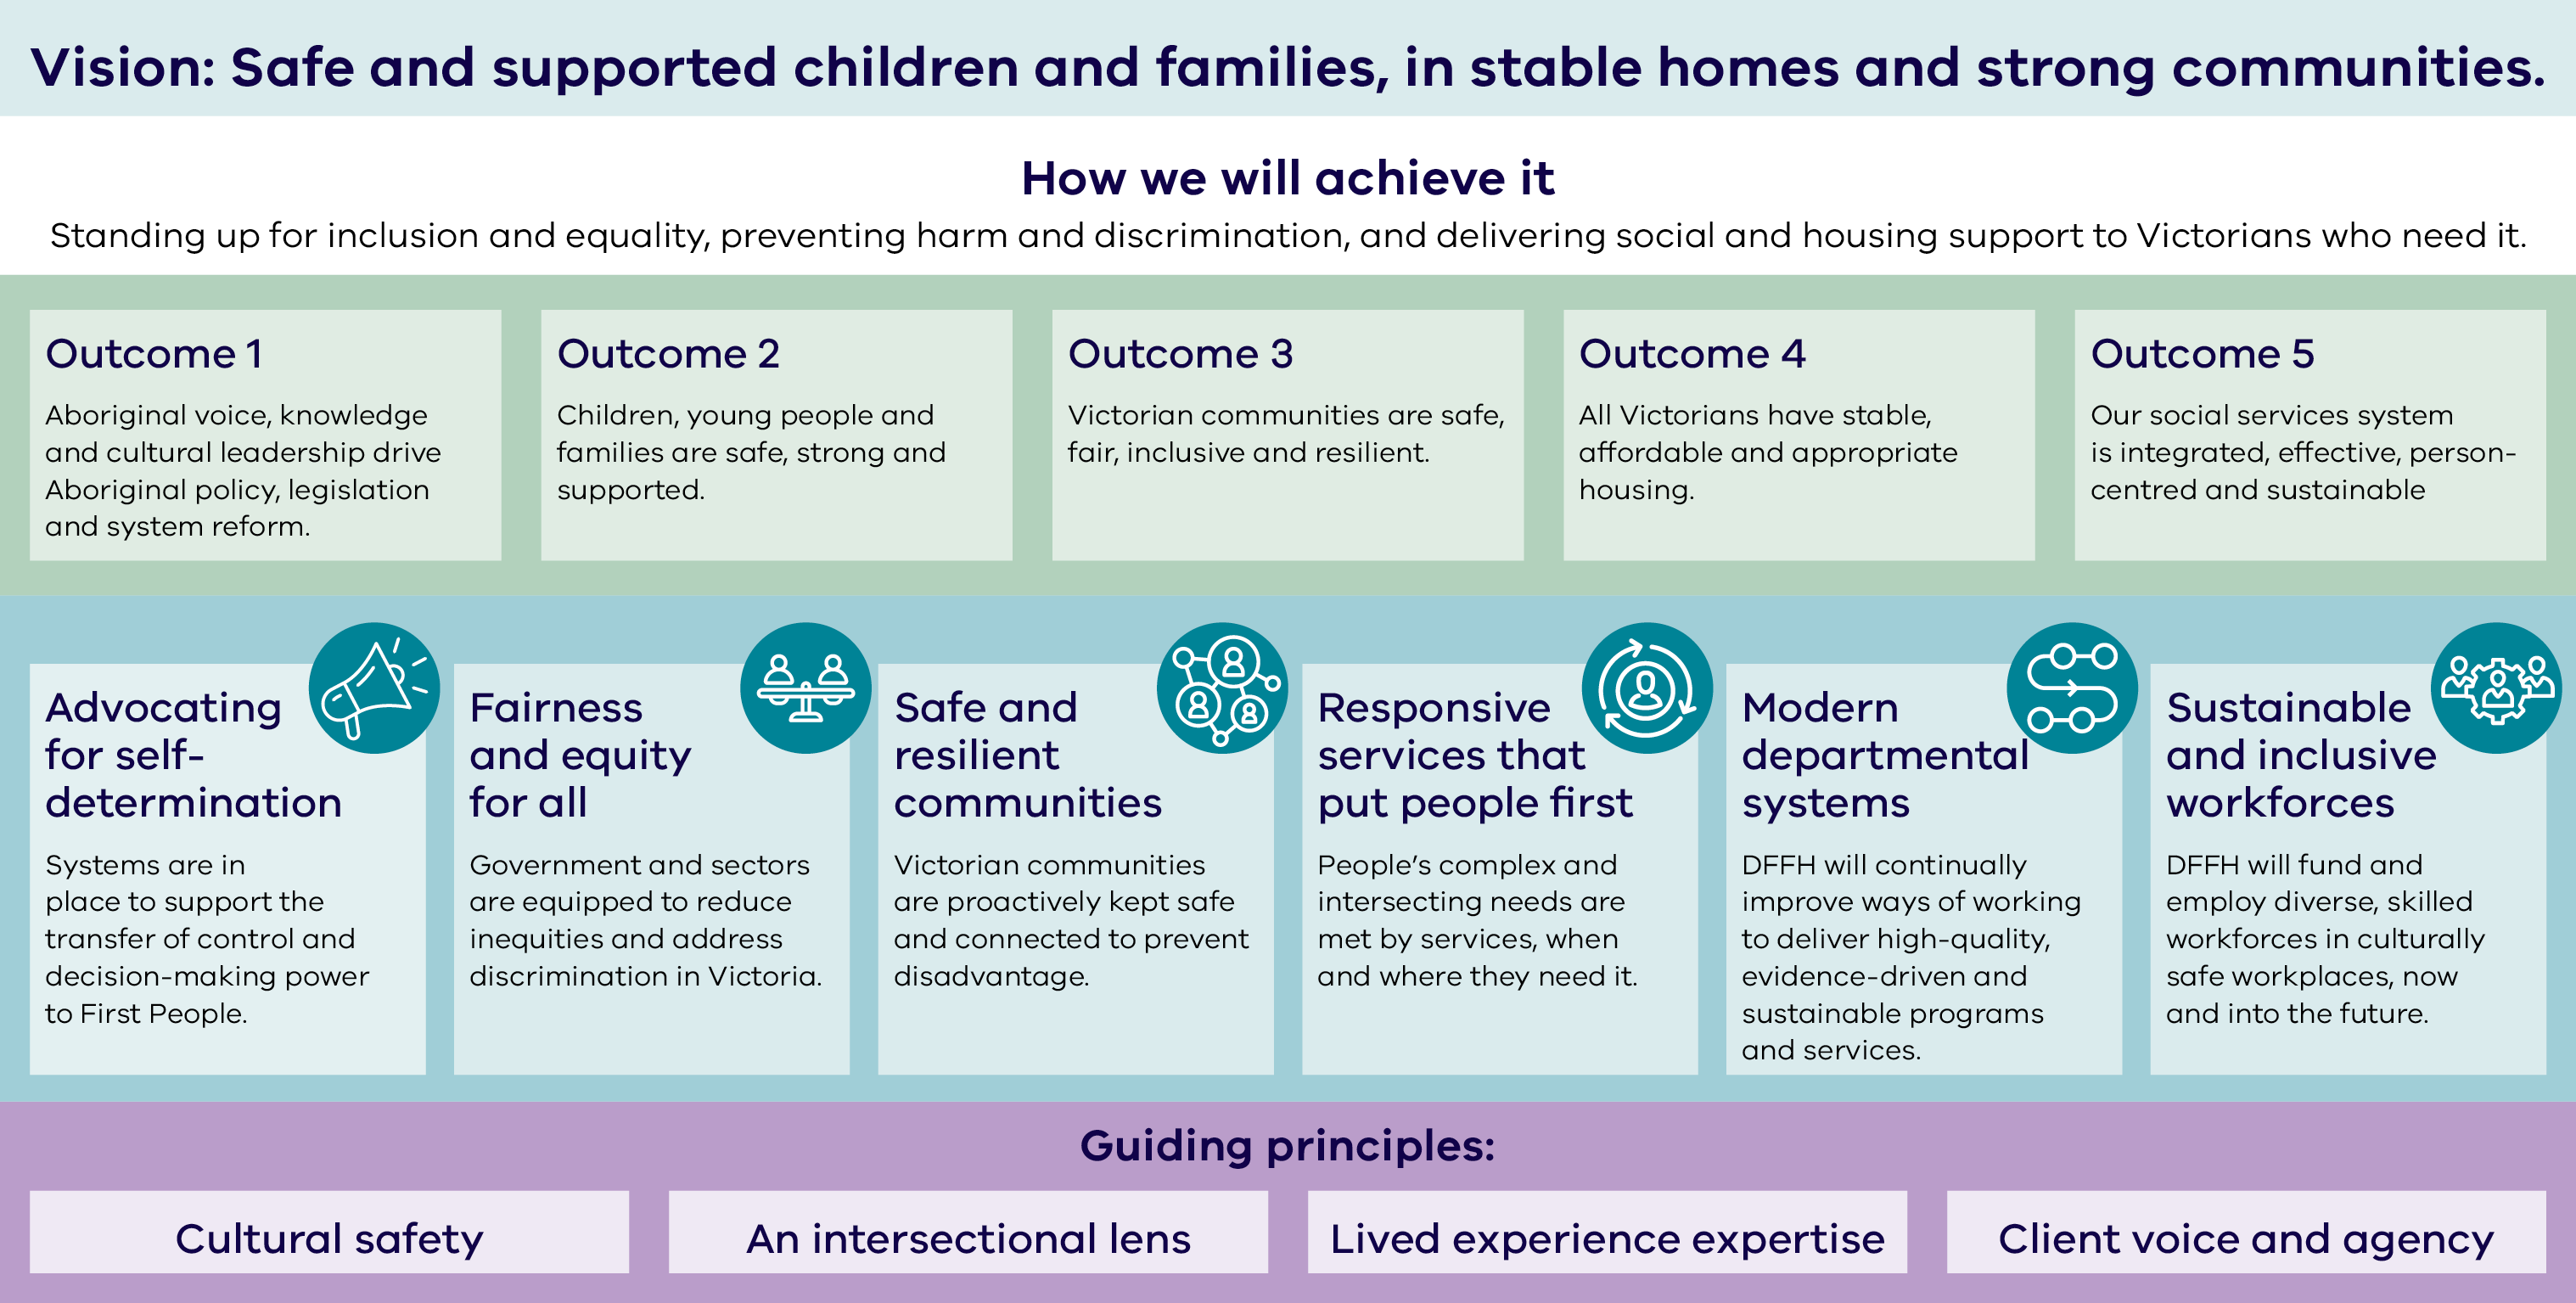 Vision: Safe and supported children and families, in stable homes and strong communities.
How we will achieve it
Standing up for inclusion and equality, preventing harm and discrimination, and delivering social and housing support to Victorians who need it.
Outcome 1
Aboriginal voice, knowledge
and cultural leadership drive
Aboriginal policy, legislation
and system reform.
Outcome 2
Children, young people and
families are safe, strong and
supported.
Outcome 3
Victorian communities are safe,
fair, inclusive and resilient.
Outcome 4
All Victorians have stable,
affordable and appropriate
housing.
Outcome 5
Our social services system
is integrated, effective, person-
centred and sustainable
Advocating
for self-
determination
Systems are in
place to support the
transfer of control and
decision-making power
to First People.
Fairness
and equity
for all
Government and sectors
are equipped to reduce
inequities and address
discrimination in Victoria.
Safe and
resilient
communities
Victorian communities
are proactively kept safe
and connected to prevent
disadvantage.
Responsive
services that
put people first
People’s complex and
intersecting needs are
met by services, when
and where they need it.
Modern
departmental
systems
DFFH will continually
improve ways of working
to deliver high-quality,
evidence-driven and
sustainable programs
and services.
Sustainable
and inclusive
workforces
DFFH will fund and
employ diverse, skilled
workforces in culturally
safe workplaces, now
and into the future.
Guiding principles:
Cultural safety
An intersectional lens
Lived experience expertise
Client voice and agency